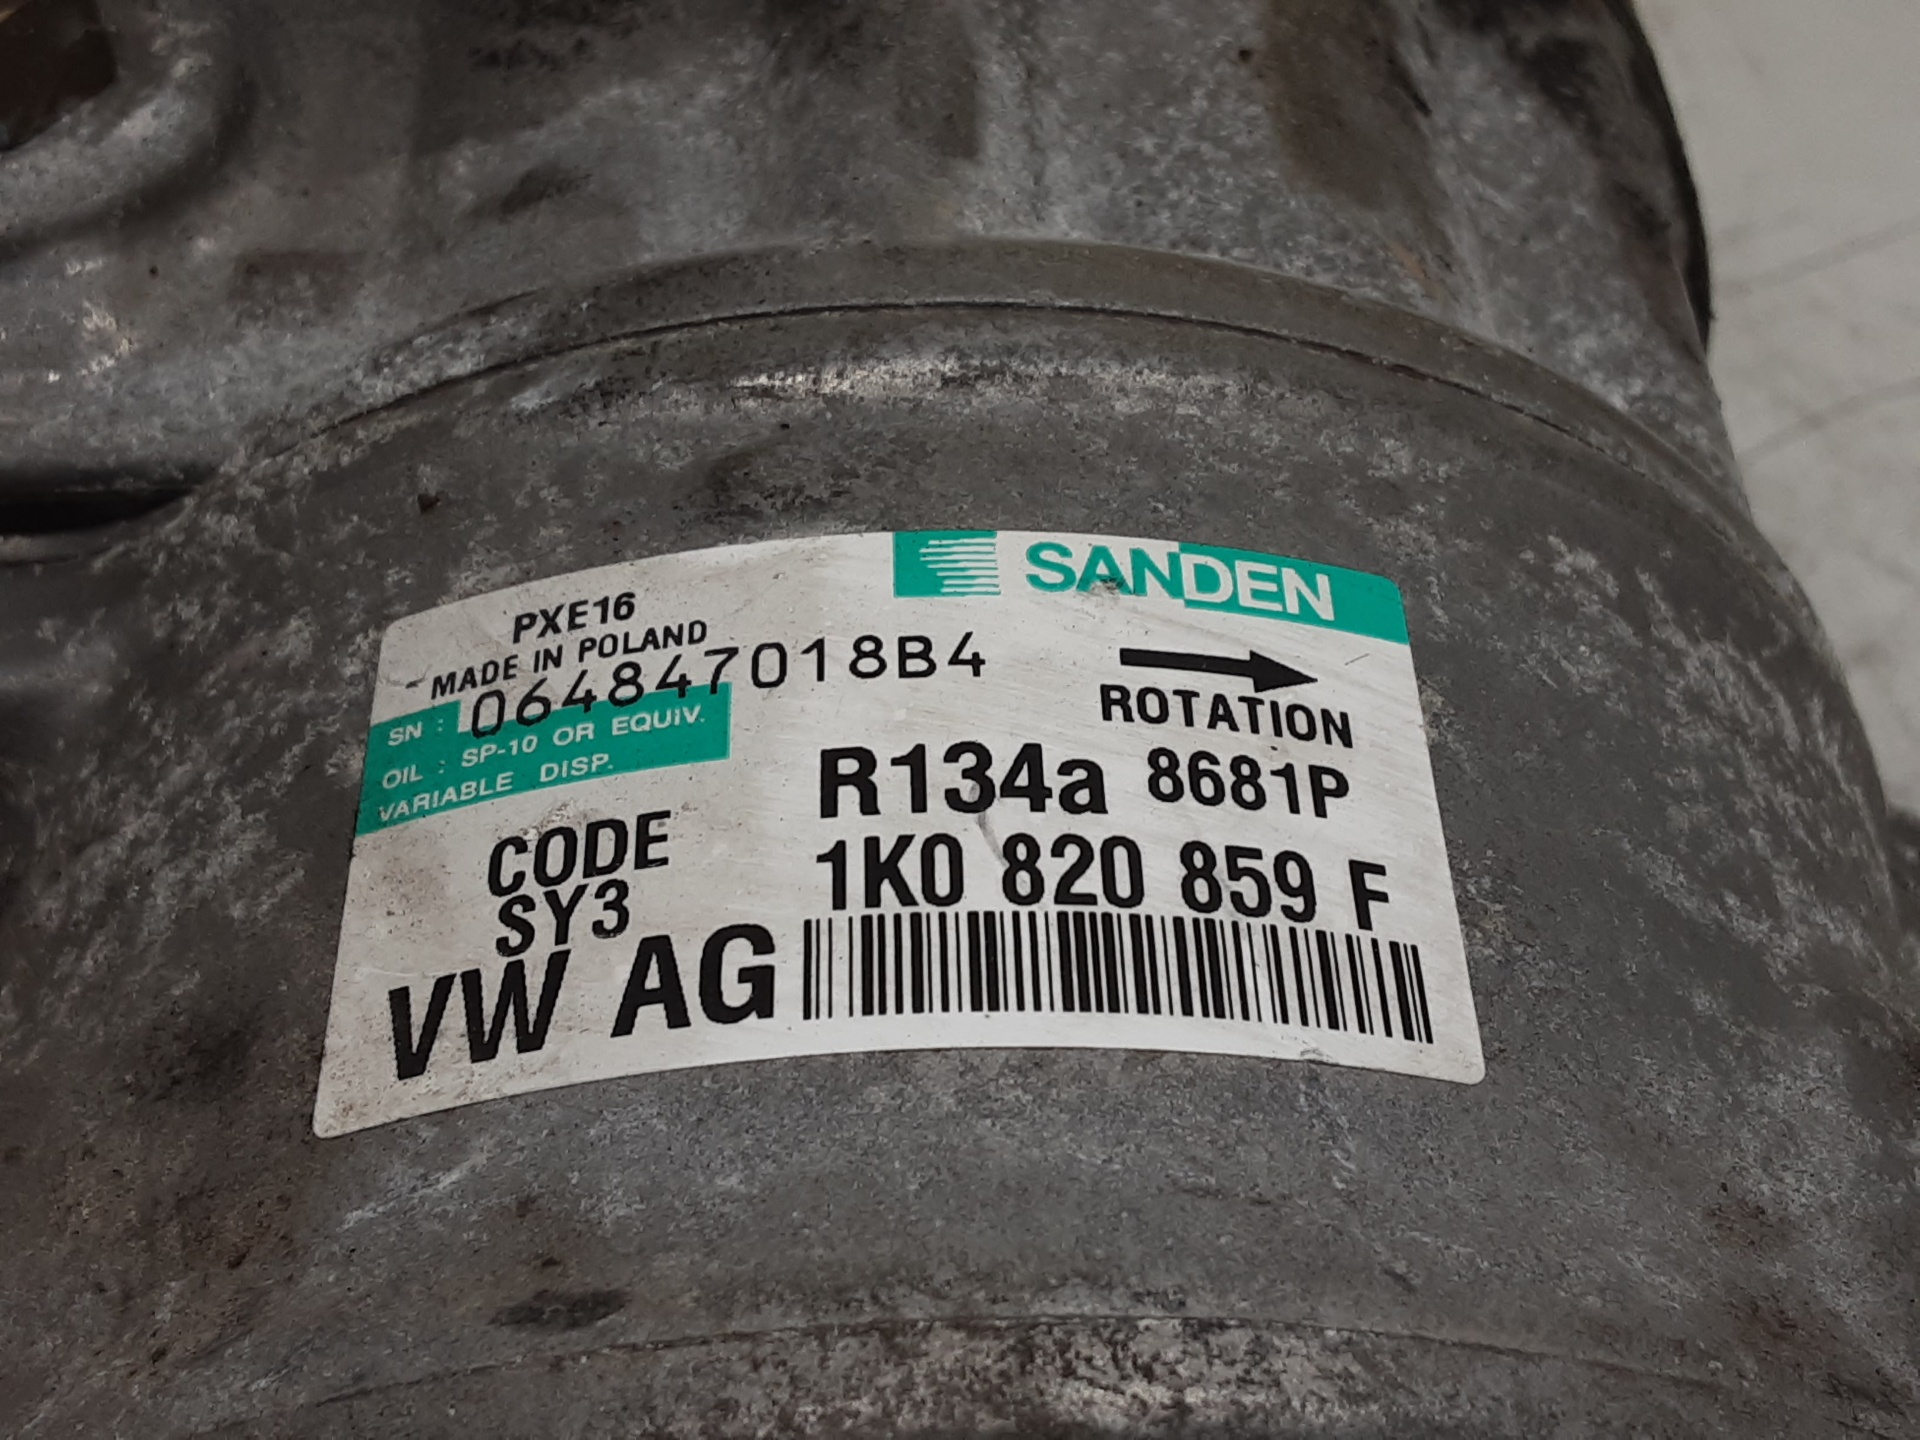 SANDEN
PXE16
MADE IN POLAND
SN : 064847018B4
OIL : SP-10 OR EQUIV.
VARIABLE DISP.
ROTATION
R134a 8681P
CODE
SY3
1K0 820 859 F
VW AG